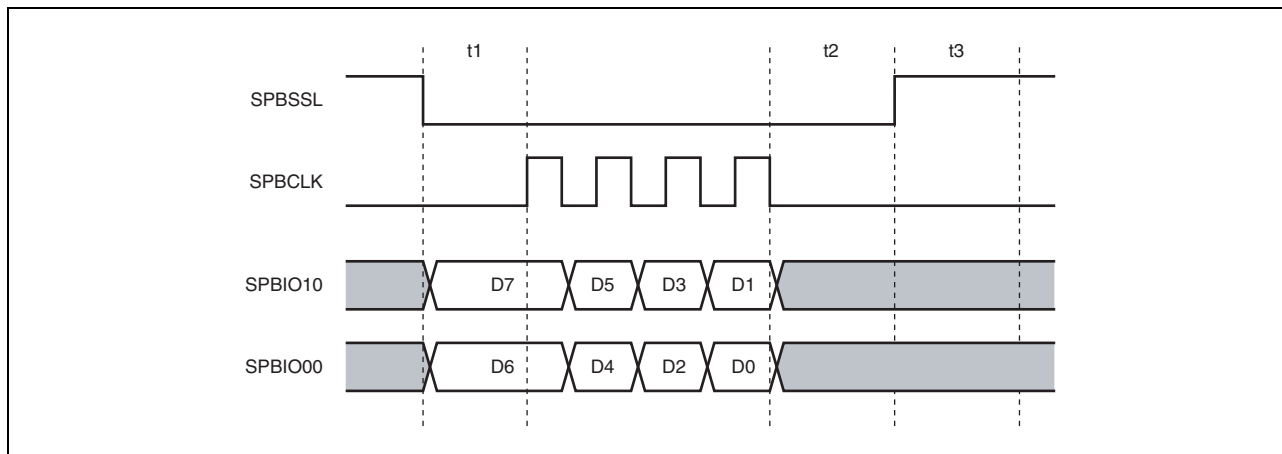 t1 t2 t3
SPBSSL
SPBCLK
SPBIO10 D7 D5 D3 D1
SPBIO00 D6 D4 D2 D0